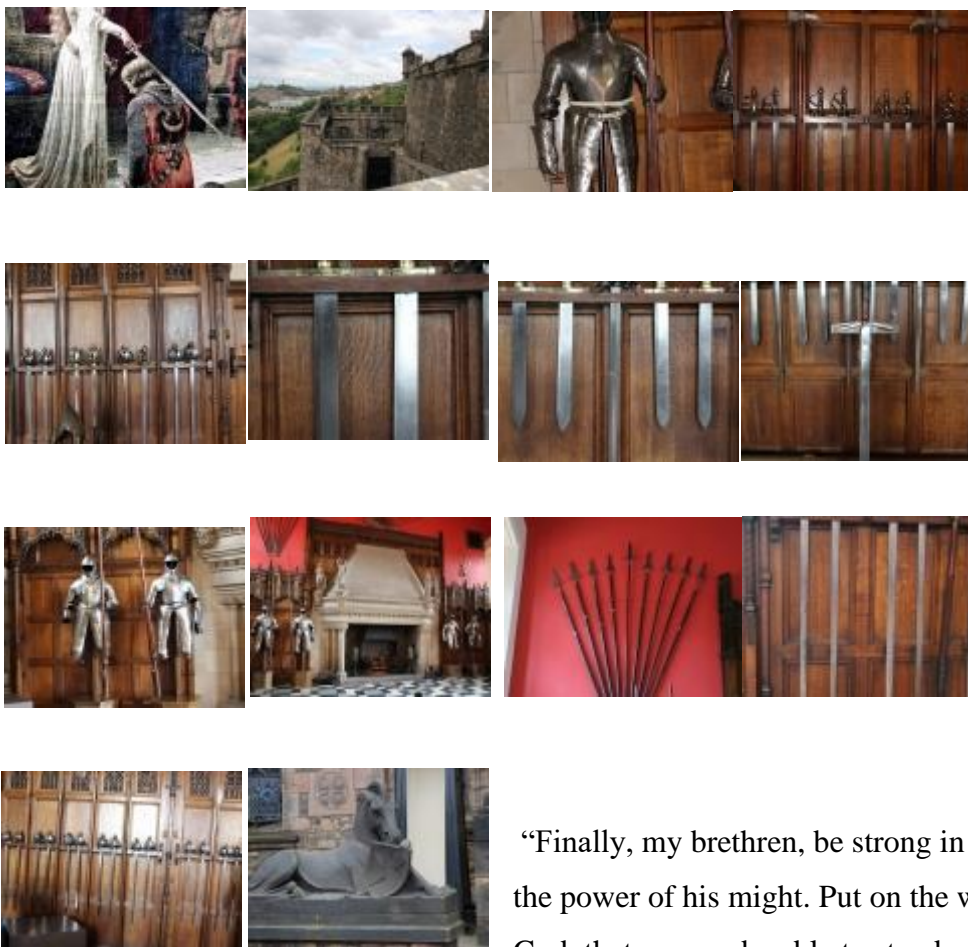 “Finally, my brethren, be strong in
the power of his might. Put on the